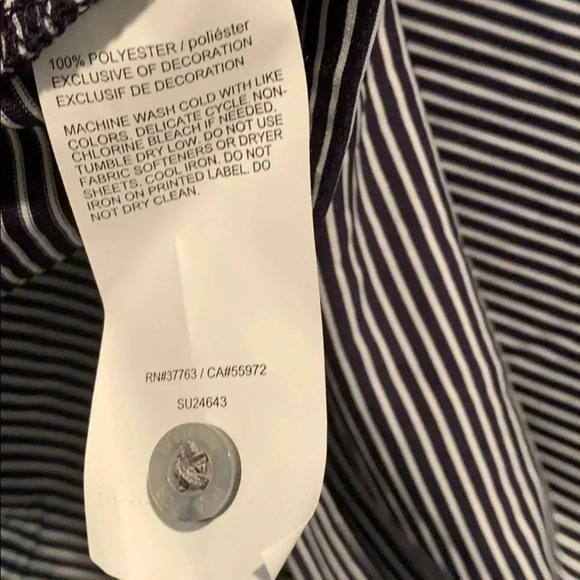 100% POLYESTER / poliéster
EXCLUSIVE OF DECORATION
EXCLUSIF DE DECORATION
MACHINE WASH COLD WITH LIKE
COLORS, DELICATE CYCLE, NON-
CHLORINE BLEACH IF NEEDED.
TUMBLE DRY LOW. DO NOT USE
FABRIC SOFTENERS OR DRYER
SHEETS, COOL IRON. DO NOT
IRON ON PRINTED LABEL. DO
NOT DRY CLEAN.
RN#37763 / CA#55972
SU24643